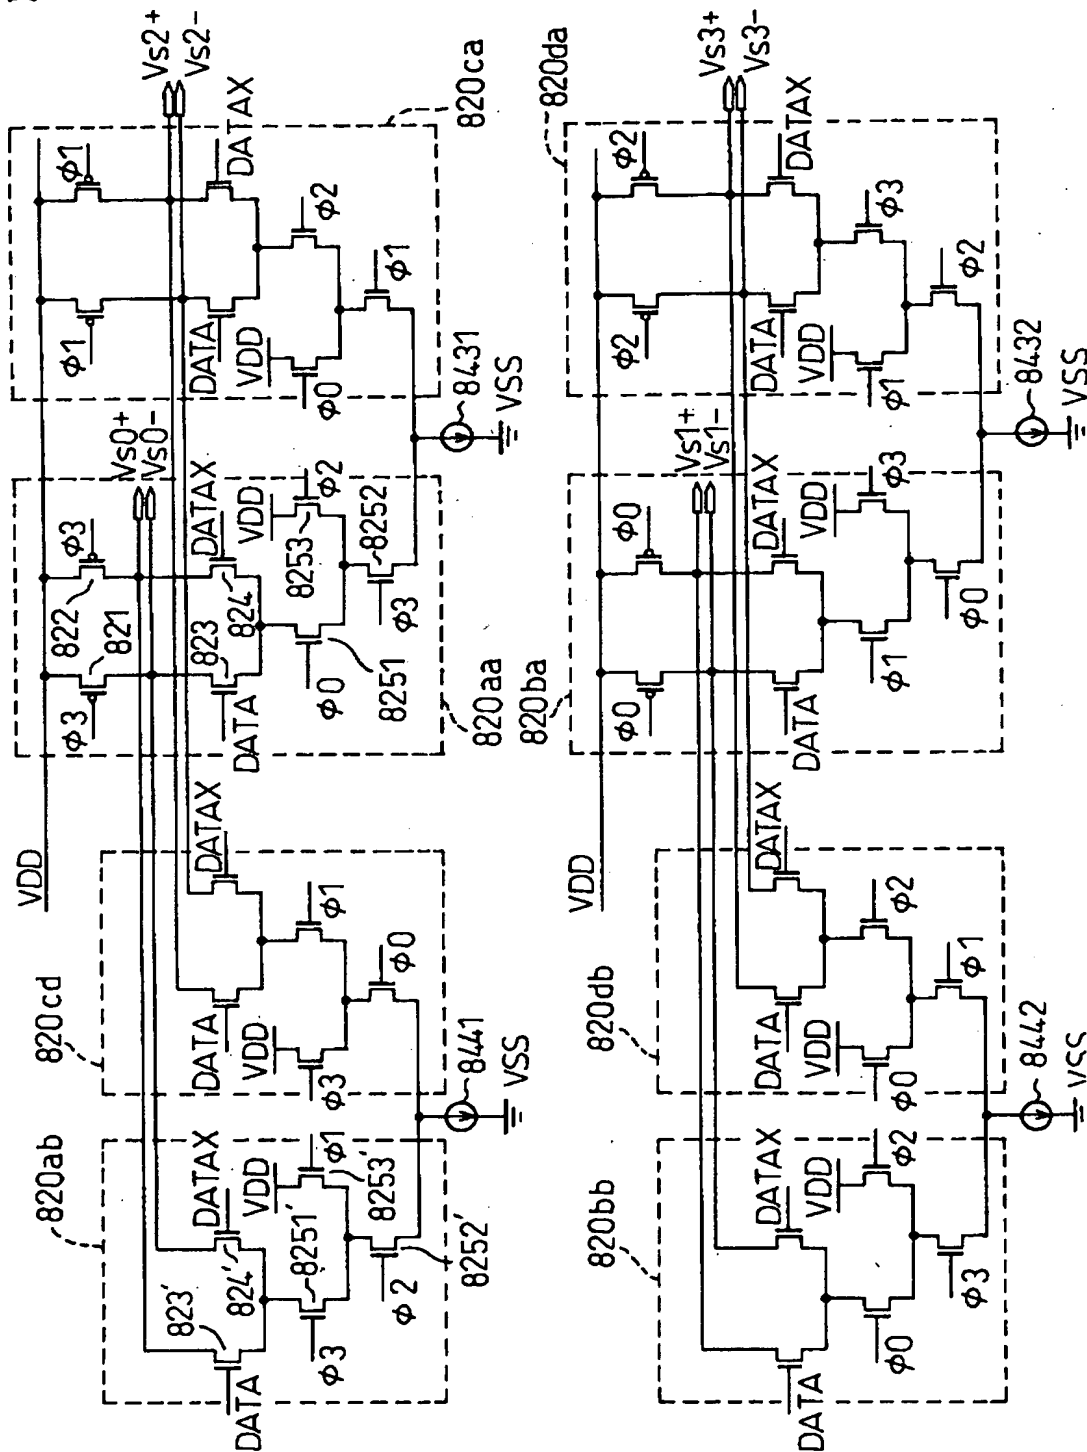 Vs2+
Vs2-
820ca
VDD
φ3
φ3
φ1
φ1
822
821
Vs0+
Vs0-
DATA
DATAX
823
824
DATAX
DATA
DATAX
VDD
φ0
φ2
φ1
φ0
8251
VDD
φ2
8253
8252
φ3
820aa
8431
VSS
820ab
820cd
823'
824'
DATA
DATAX
8251'
φ3
VDD
φ1
8253'
φ2
8252'
DATA
DATAX
VDD
φ3
φ1
φ0
8441
VSS
820da
Vs3+
Vs3-
VDD
φ0
φ0
φ2
φ2
Vs1+
Vs1-
DATA
DATAX
DATA
DATAX
φ1
VDD
φ3
φ0
VDD
φ1
φ3
φ2
820ba
8432
VSS
820bb
820db
DATA
DATAX
φ0
VDD
φ2
φ3
DATA
DATAX
VDD
φ0
φ2
φ1
8442
VSS